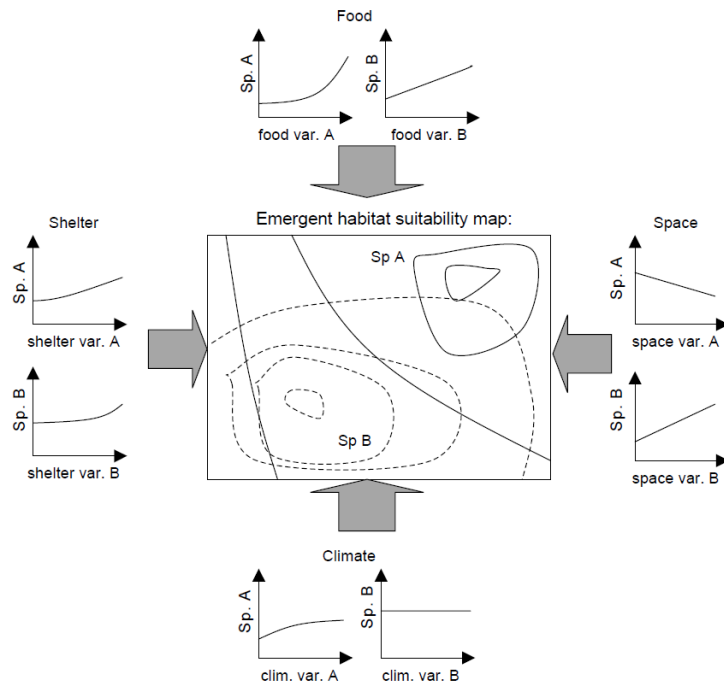 Food
Sp. A
Sp. B
food var. A
food var. B
Shelter
Emergent habitat suitability map:
Space
Sp. A
Sp A
Sp. A
shelter var. A
space var. A
Sp. B
Sp B
Sp. B
shelter var. B
space var. B
Climate
Sp. A
Sp. B
clim. var. A
clim. var. B